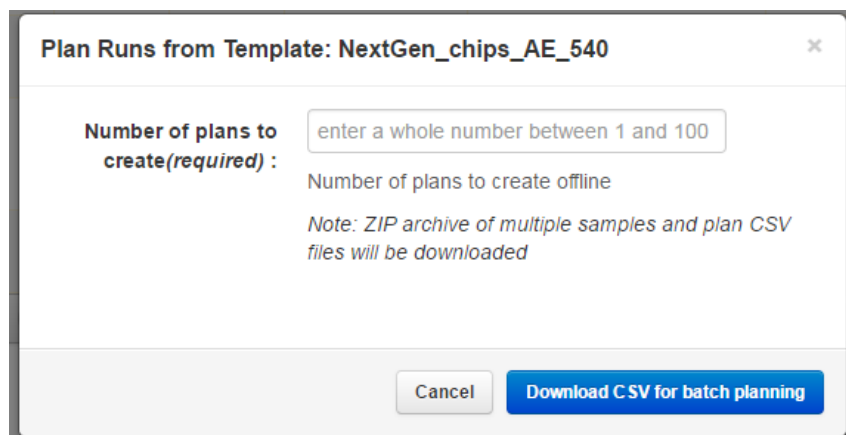 Plan Runs from Template: NextGen_chips_AE_540 ×
Number of plans to
create(required) :
enter a whole number between 1 and 100
Number of plans to create offline
Note: ZIP archive of multiple samples and plan CSV
files will be downloaded
Cancel
Download CSV for batch planning